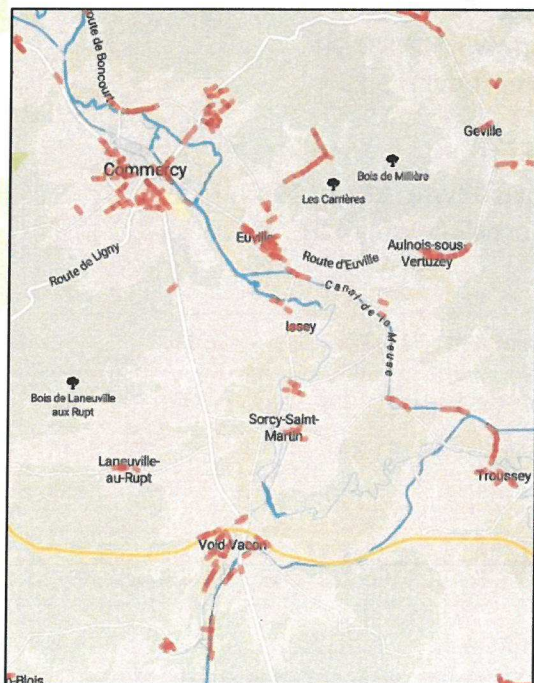 Route de Boncourt
Geville
Commercy
Bois de Millière
Les Carrières
Euville
Route d'Euville
Aulnois-sous-
Vertuzey
Route de Ligny
Canal de la Meuse
Issey
Bois de Laneuville
aux Rupt
Sorcy-Saint-
Martin
Laneuville-
au-Rupt
Troussey
Void-Vacon
-Blois